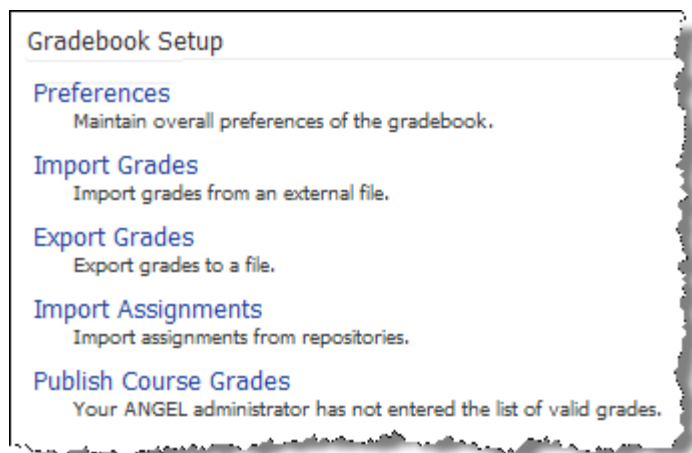 Gradebook Setup
Preferences
Maintain overall preferences of the gradebook.
Import Grades
Import grades from an external file.
Export Grades
Export grades to a file.
Import Assignments
Import assignments from repositories.
Publish Course Grades
Your ANGEL administrator has not entered the list of valid grades.